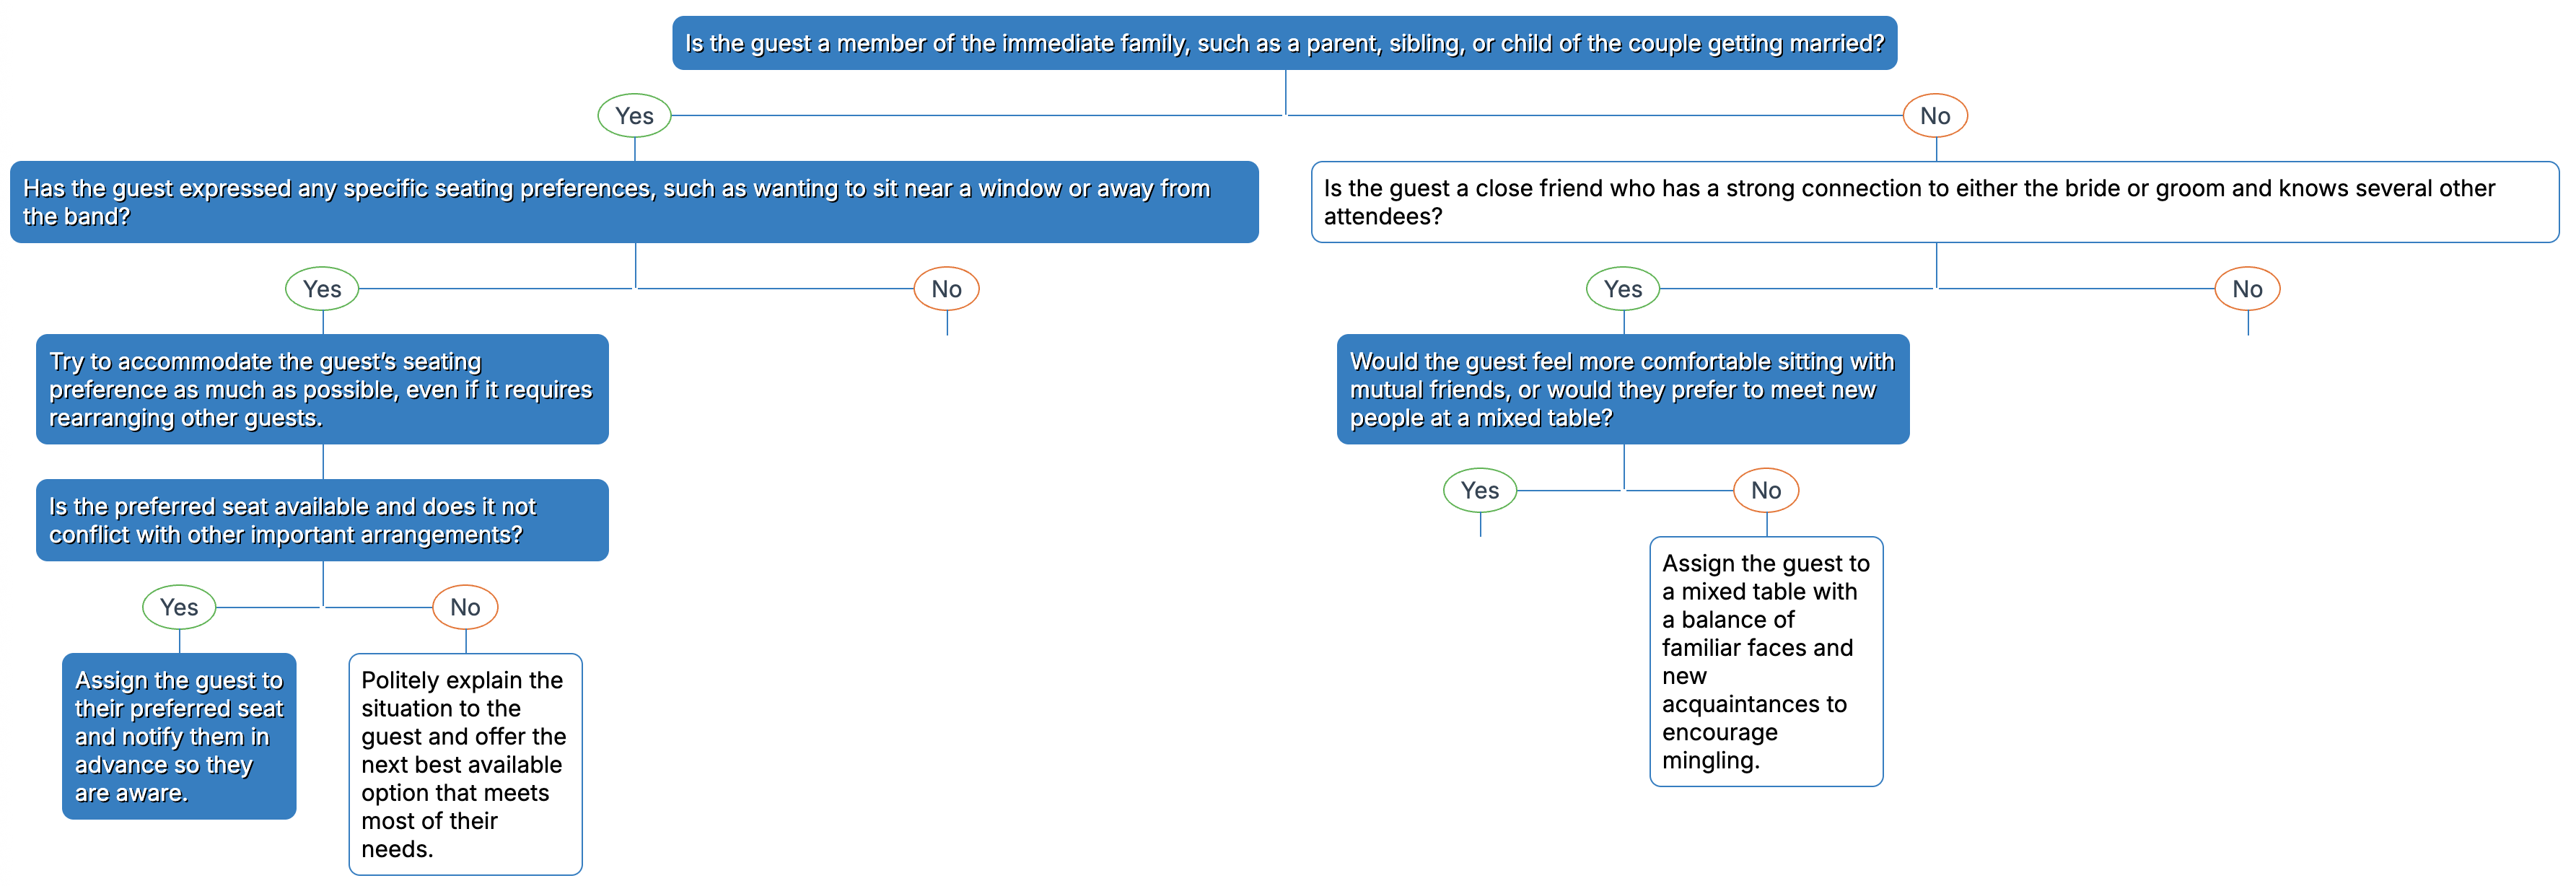 Is the guest a member of the immediate family, such as a parent, sibling, or child of the couple getting married?
Yes
No
Has the guest expressed any specific seating preferences, such as wanting to sit near a window or away from
the band?
Is the guest a close friend who has a strong connection to either the bride or groom and knows several other
attendees?
Yes
No
Yes
No
Try to accommodate the guest’s seating
preference as much as possible, even if it requires
rearranging other guests.
Would the guest feel more comfortable sitting with
mutual friends, or would they prefer to meet new
people at a mixed table?
Is the preferred seat available and does it not
conflict with other important arrangements?
Yes
No
Assign the guest to
a mixed table with
a balance of
familiar faces and
new
acquaintances to
encourage
mingling.
Yes
No
Assign the guest to
their preferred seat
and notify them in
advance so they
are aware.
Politely explain the
situation to the
guest and offer the
next best available
option that meets
most of their
needs.